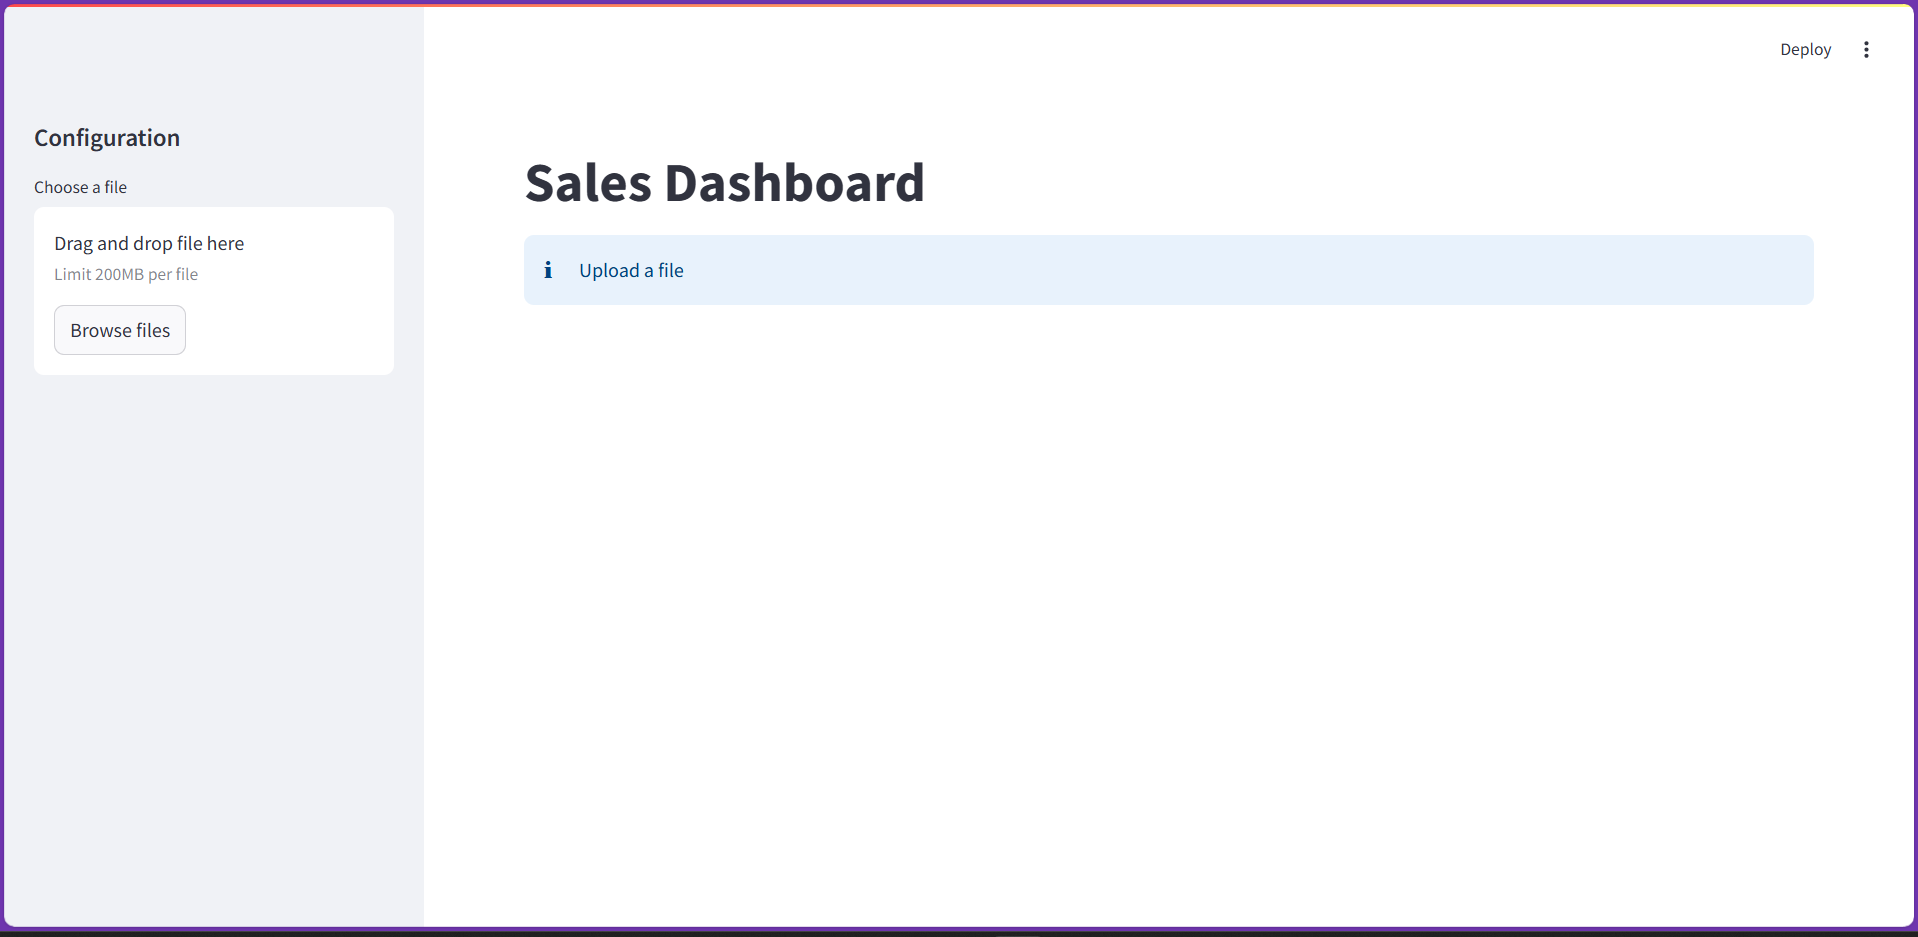 Deploy
Configuration
Choose a file
Drag and drop file here
Limit 200MB per file
Browse files
Sales Dashboard
Upload a file